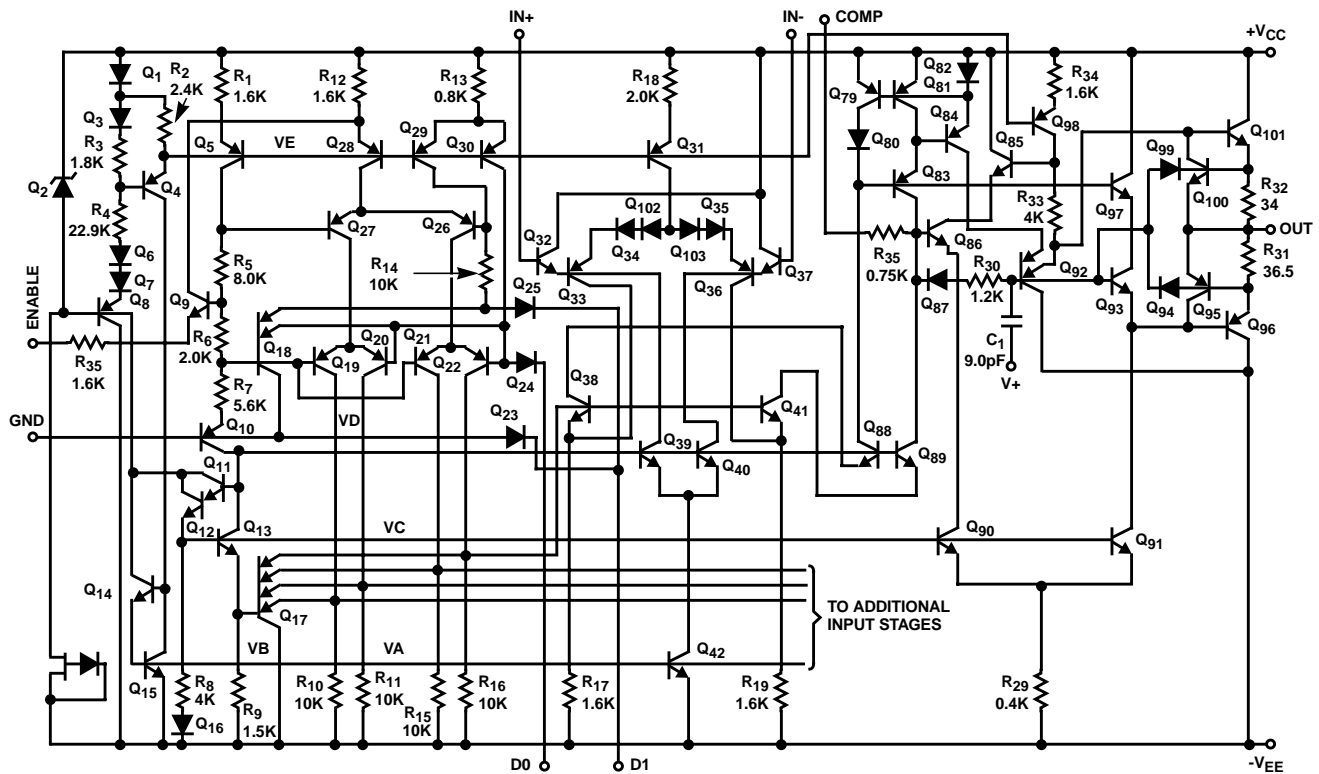 IN+
IN-
COMP
+VCC
Q1
R2
2.4K
R1
1.6K
R12
1.6K
R13
0.8K
R18
2.0K
Q82
Q81
R34
1.6K
Q79
Q3
R3
1.8K
Q5
VE
Q28
Q29
Q30
Q31
Q80
Q84
Q85
Q98
Q101
Q99
Q2
Q4
R4
22.9K
Q83
R33
4K
Q97
Q100
R32
34
OUT
Q6
Q7
Q8
R5
8.0K
Q27
Q26
Q32
Q102
Q35
Q34
Q103
Q37
R35
0.75K
Q86
R31
36.5
R14
10K
Q33
Q36
R30
1.2K
Q92
Q93
Q94
Q95
Q96
Q87
ENABLE
Q9
R6
2.0K
Q25
Q18
Q20
Q19
Q21
Q22
Q24
C1
9.0pF
V+
R35
1.6K
R7
5.6K
Q38
Q41
GND
Q10
VD
Q23
Q39
Q40
Q88
Q89
Q11
Q12
Q13
VC
Q90
Q91
Q14
Q17
TO ADDITIONAL
INPUT STAGES
VB
VA
Q42
Q15
R8
4K
Q16
R9
1.5K
R10
10K
R11
10K
R15
10K
R16
10K
R17
1.6K
R19
1.6K
R29
0.4K
D0
D1
-VEE